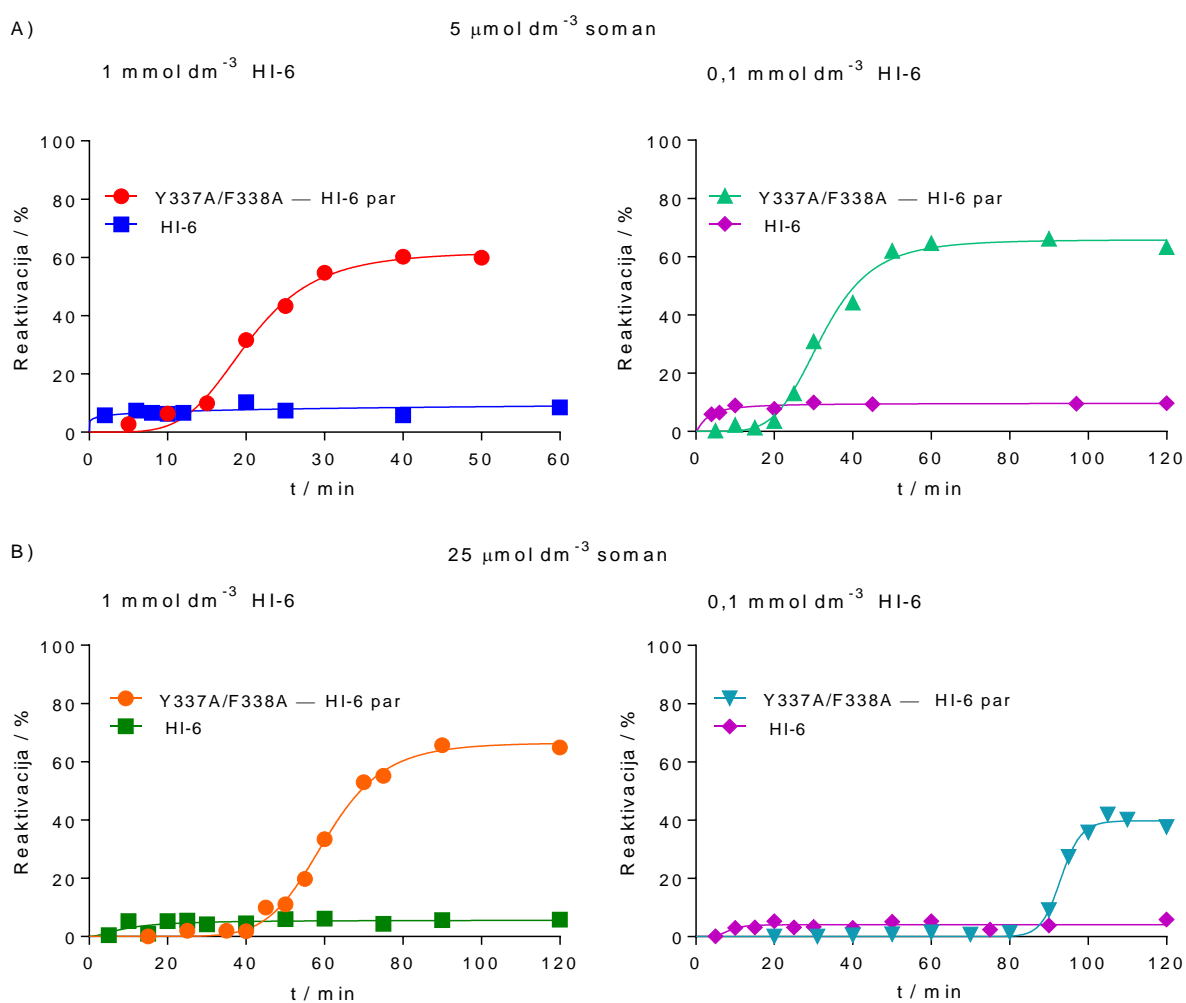 A)
5 μmol dm⁻³ soman
1 mmol dm⁻³ HI-6
0,1 mmol dm⁻³ HI-6
Reaktivacija / %
100
80
60
40
20
0
Y337A/F338A — HI-6 par
HI-6
0 10 20 30 40 50 60
t / min
Reaktivacija / %
100
80
60
40
20
0
Y337A/F338A — HI-6 par
HI-6
0 20 40 60 80 100 120
t / min
B)
25 μmol dm⁻³ soman
1 mmol dm⁻³ HI-6
0,1 mmol dm⁻³ HI-6
Reaktivacija / %
100
80
60
40
20
0
Y337A/F338A — HI-6 par
HI-6
0 20 40 60 80 100 120
t / min
Reaktivacija / %
100
80
60
40
20
0
Y337A/F338A — HI-6 par
HI-6
0 20 40 60 80 100 120
t / min